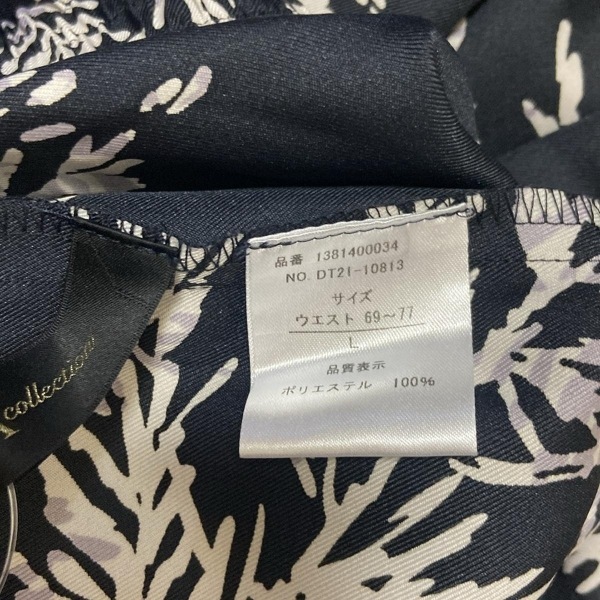 品番 1381400034
NO. DT21-10813
サイズ
ウエスト 69～77
L
品質表示
ポリエステル 100%
collection